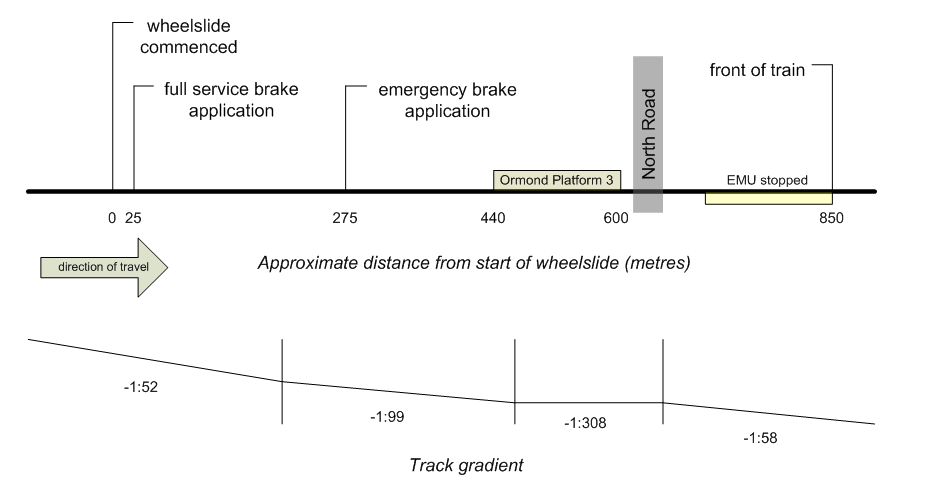 wheelslide
commenced
full service brake
application
emergency brake
application
front of train
North Road
Ormond Platform 3
EMU stopped
0 25 275 440 600 850
direction of travel
Approximate distance from start of wheelslide (metres)
-1:52
-1:99
-1:308
-1:58
Track gradient